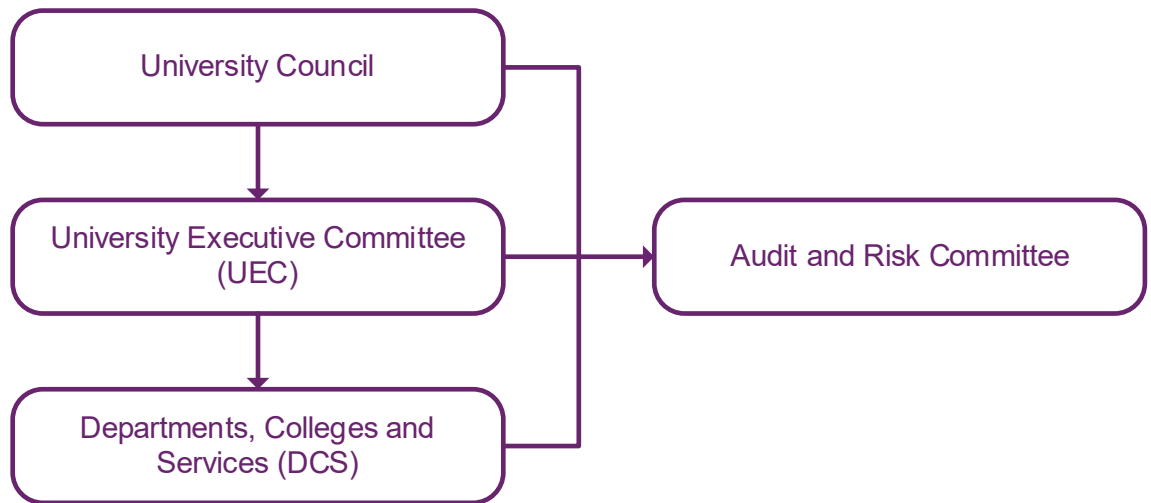 University Council
University Executive Committee
(UEC)
Audit and Risk Committee
Departments, Colleges and
Services (DCS)